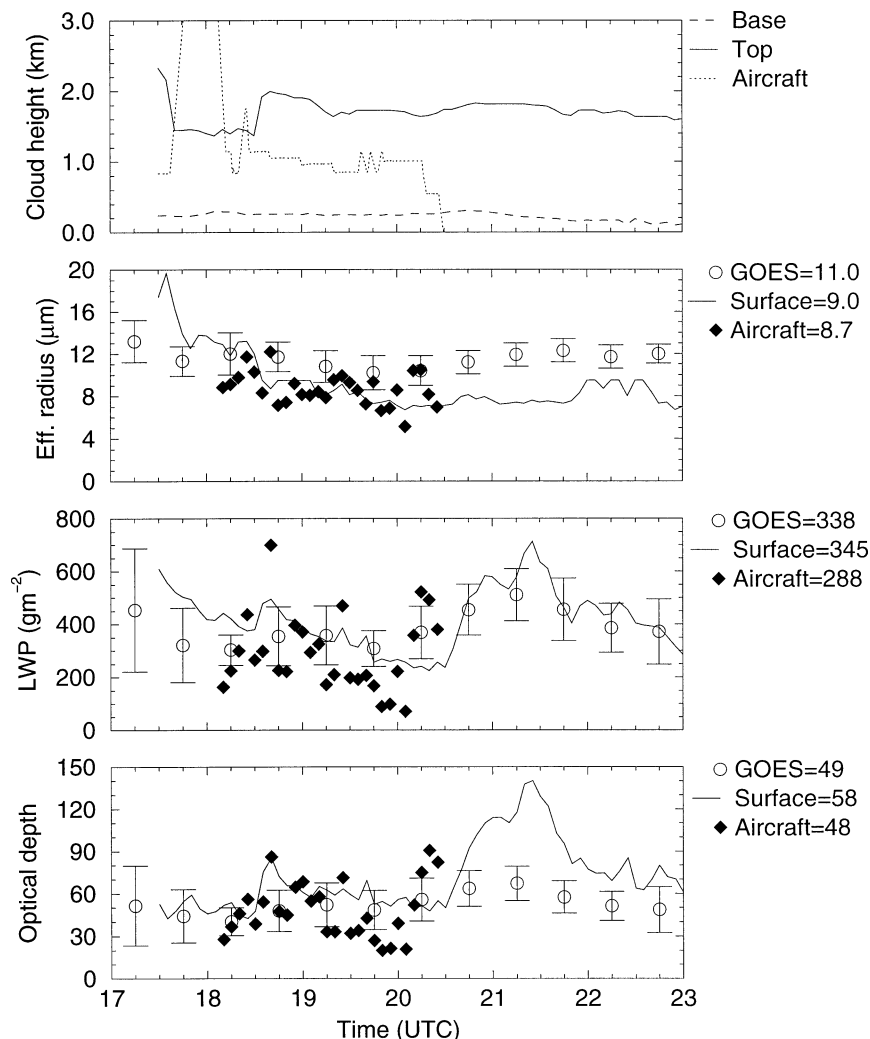 3.0
2.0
1.0
0.0
Cloud height (km)
Base
Top
Aircraft
20
16
12
8
4
0
Eff. radius (μm)
GOES=11.0
Surface=9.0
Aircraft=8.7
800
600
400
200
0
LWP (gm⁻²)
GOES=338
Surface=345
Aircraft=288
150
120
90
60
30
0
Optical depth
GOES=49
Surface=58
Aircraft=48
17 18 19 20 21 22 23
Time (UTC)